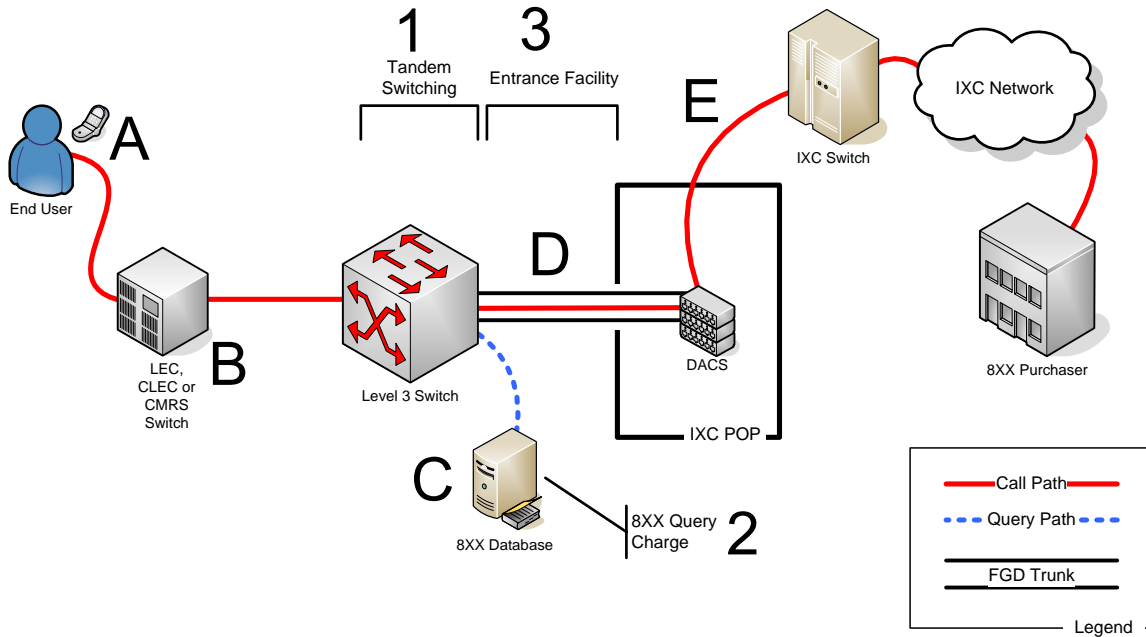 1
Tandem
Switching
3
Entrance Facility
E
IXC Switch
IXC Network
A
End User
D
B
LEC,
CLEC or
CMRS
Switch
Level 3 Switch
DACS
IXC POP
8XX Purchaser
C
8XX Database
8XX Query
Charge
2
Call Path
Query Path
FGD Trunk
Legend